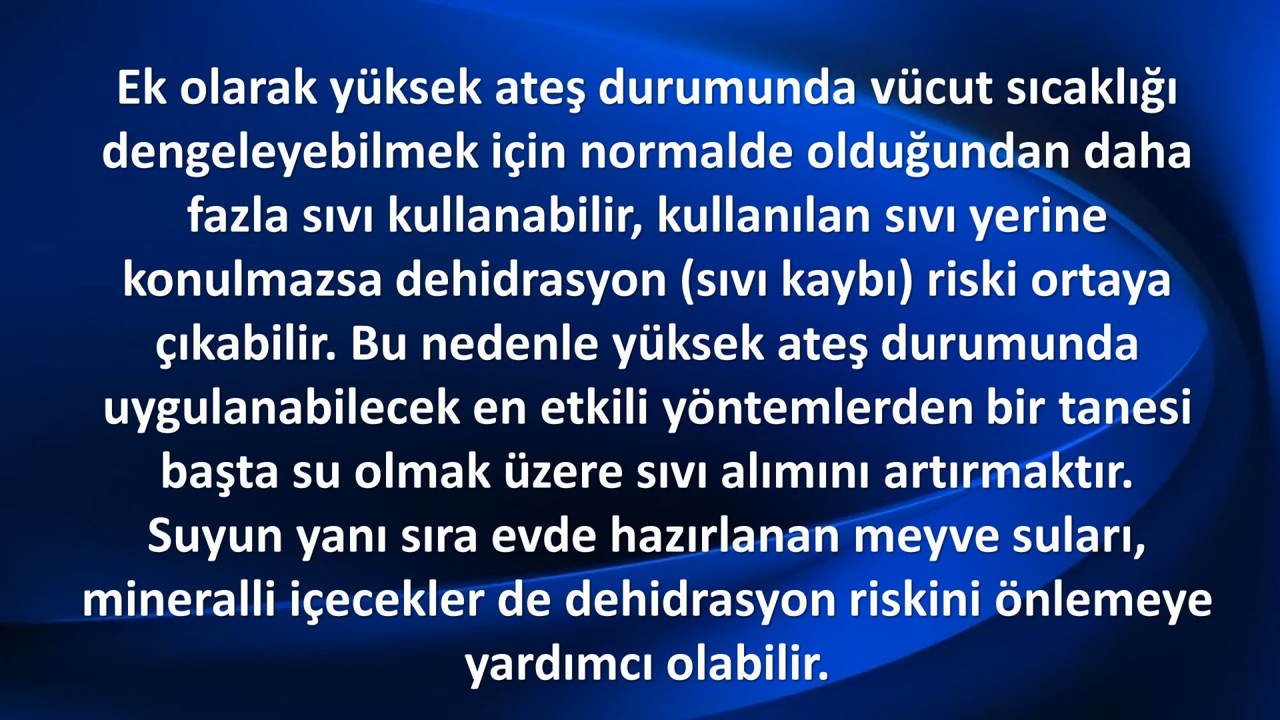 Ek olarak yüksek ateş durumunda vücut sıcaklığı
dengeleyebilmek için normalde olduğundan daha
fazla sıvı kullanabilir, kullanılan sıvı yerine
konulmazsa dehidrasyon (sıvı kaybı) riski ortaya
çıkabilir. Bu nedenle yüksek ateş durumunda
uygulanabilecek en etkili yöntemlerden bir tanesi
başta su olmak üzere sıvı alımını artırmaktır.
Suyun yanı sıra evde hazırlanan meyve suları,
mineralli içecekler de dehidrasyon riskini önlemeye
yardımcı olabilir.